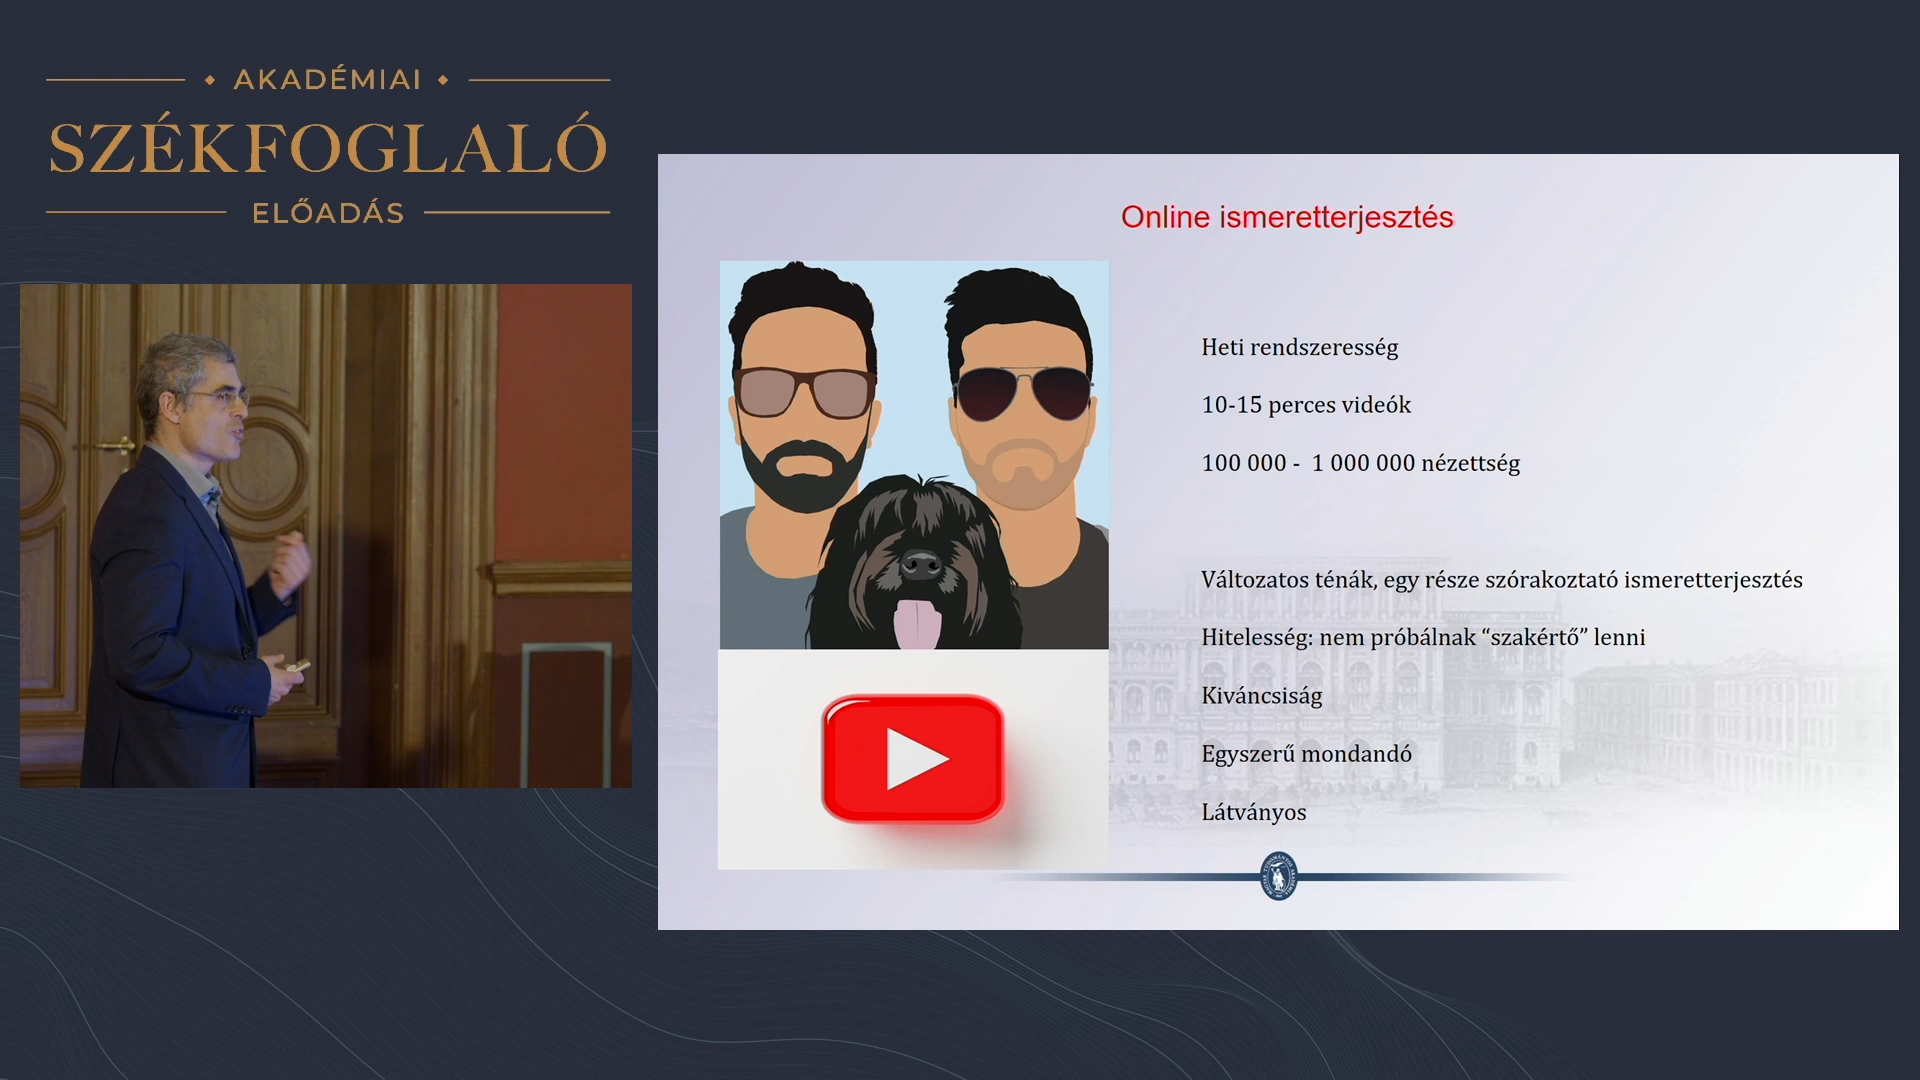 AKADÉMIAI
SZÉKFOGLALÓ
ELŐADÁS
Online ismeretterjesztés
Heti rendszeresség
10-15 perces videók
100 000 - 1 000 000 nézettség
Változatos ténák, egy része szórakoztató ismeretterjesztés
Hitelesség: nem próbálnak “szakértő” lenni
Kiváncsiság
Egyszerű mondandó
Látványos